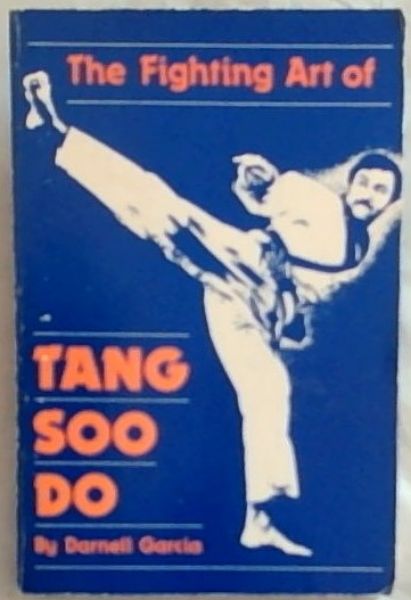 The Fighting Art of
TANG
SOO
DO
By Darnell Garcia